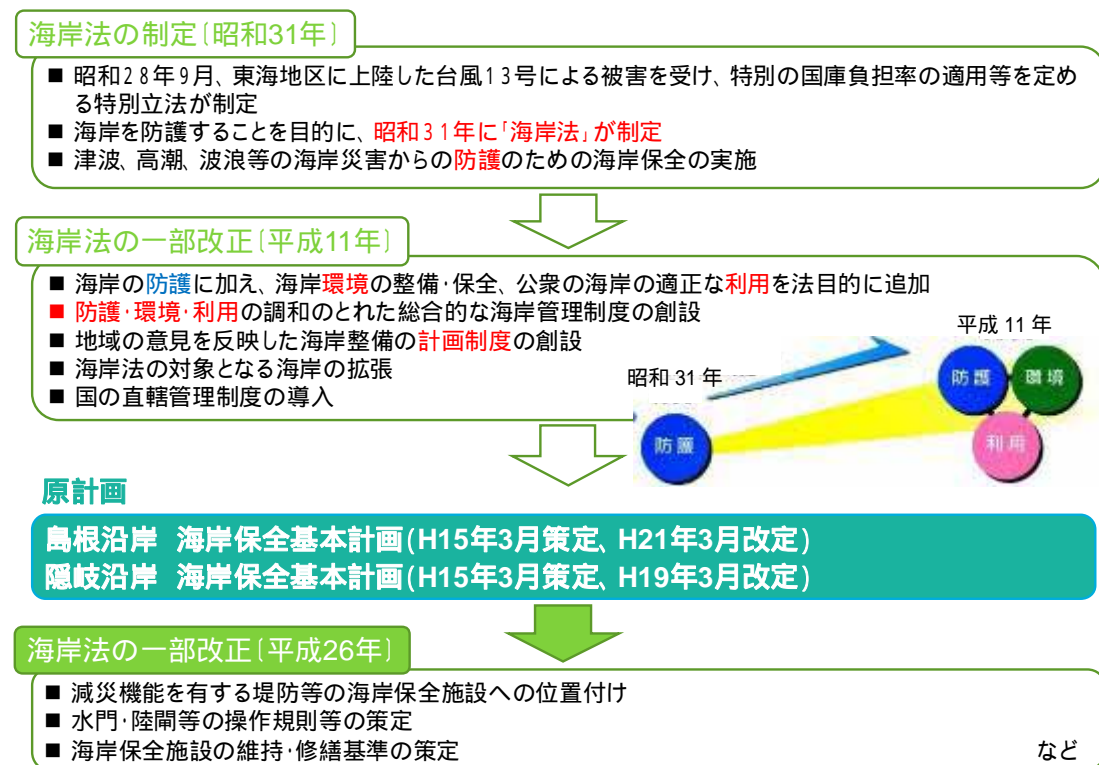 海岸法の制定(昭和31年)
■ 昭和28年9月、東海地区に上陸した台風13号による被害を受け、特別の国庫負担率の適用等を定め
る特別立法が制定
■ 海岸を防護することを目的に、昭和31年に「海岸法」が制定
■ 津波、高潮、波浪等の海岸災害からの防護のための海岸保全の実施
海岸法の一部改正(平成11年)
■ 海岸の防護に加え、海岸環境の整備・保全、公衆の海岸の適正な利用を法目的に追加
■ 防護・環境・利用の調和のとれた総合的な海岸管理制度の創設
■ 地域の意見を反映した海岸整備の計画制度の創設
■ 海岸法の対象となる海岸の拡張
■ 国の直轄管理制度の導入
平成 11 年
昭和 31 年
防護
環境
防護
利用
原計画
島根沿岸 海岸保全基本計画(H15年3月策定、H21年3月改定)
隠岐沿岸 海岸保全基本計画(H15年3月策定、H19年3月改定)
海岸法の一部改正(平成26年)
■ 減災機能を有する堤防等の海岸保全施設への位置付け
■ 水門・陸閘等の操作規則等の策定
■ 海岸保全施設の維持・修繕基準の策定
など